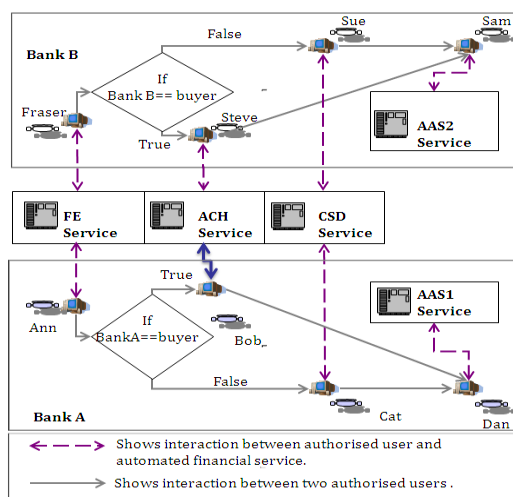 Sue
Sam
False
Bank B
If
Bank B== buyer
Fraser
Steve
True
AAS2
Service
FE
Service
ACH
Service
CSD
Service
True
AAS1
Service
Ann
If
BankA==buyer
Bob
False
Cat
Dan
Bank A
Shows interaction between authorised user and
automated financial service.
Shows interaction between two authorised users .